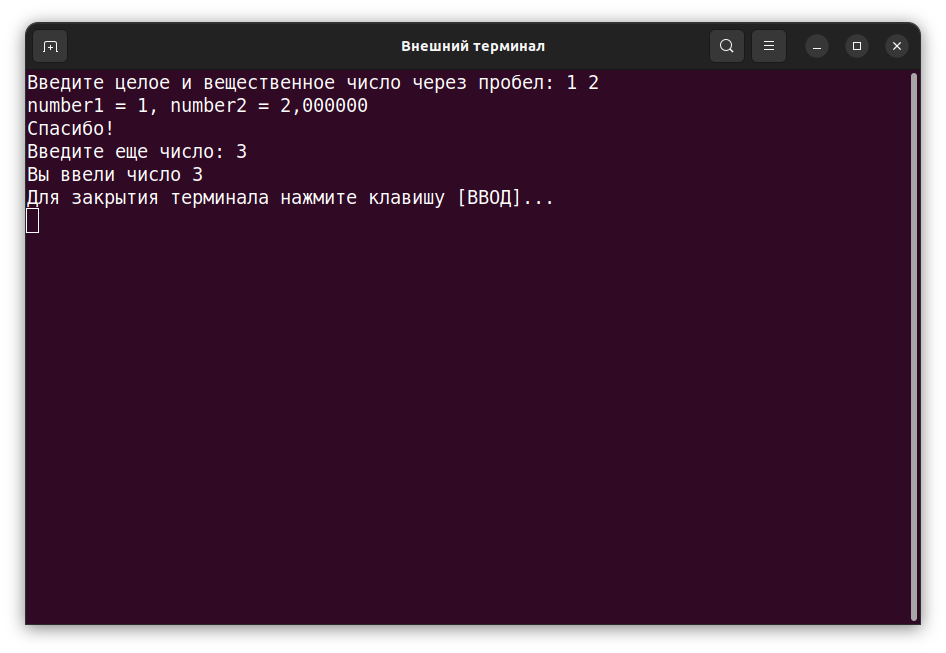 Внешний терминал
Введите целое и вещественное число через пробел: 1 2
number1 = 1, number2 = 2,000000
Спасибо!
Введите еще число: 3
Вы ввели число 3
Для закрытия терминала нажмите клавишу [ВВОД]...